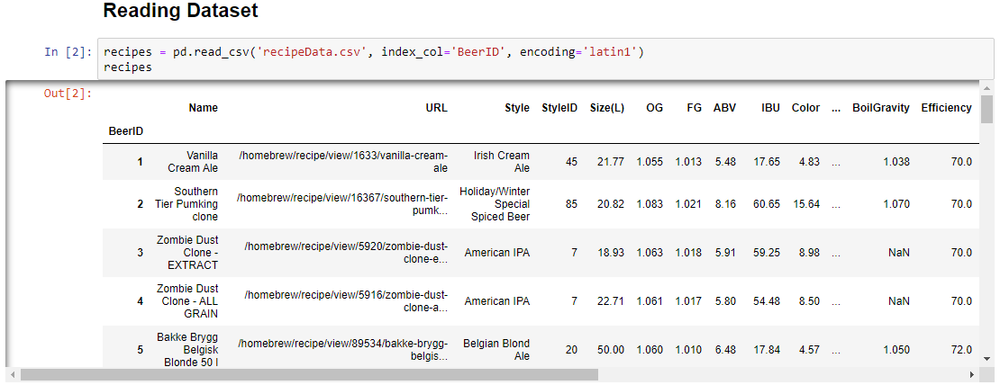 Reading Dataset
In [2]: recipes = pd.read_csv('recipeData.csv', index_col='BeerID', encoding='latin1')
recipes
Out[2]:
Name URL Style StyleID Size(L) OG FG ABV IBU Color ... BoilGravity Efficiency
BeerID
1 Vanilla Cream Ale /homebrew/recipe/view/1633/vanilla-cream-ale Irish Cream Ale 45 21.77 1.055 1.013 5.48 17.65 4.83 ... 1.038 70.0
2 Southern Tier Pumking clone /homebrew/recipe/view/16367/southern-tier-pumk... Holiday/Winter Special Spiced Beer 85 20.82 1.083 1.021 8.16 60.65 15.64 ... 1.070 70.0
3 Zombie Dust Clone - EXTRACT /homebrew/recipe/view/5920/zombie-dust-clone-e... American IPA 7 18.93 1.063 1.018 5.91 59.25 8.98 ... NaN 70.0
4 Zombie Dust Clone - ALL GRAIN /homebrew/recipe/view/5916/zombie-dust-clone-a... American IPA 7 22.71 1.061 1.017 5.80 54.48 8.50 ... NaN 70.0
5 Bakke Brygg Belgisk Blonde 50 l /homebrew/recipe/view/89534/bakke-brygg-belgis... Belgian Blond Ale 20 50.00 1.060 1.010 6.48 17.84 4.57 ... 1.050 72.0